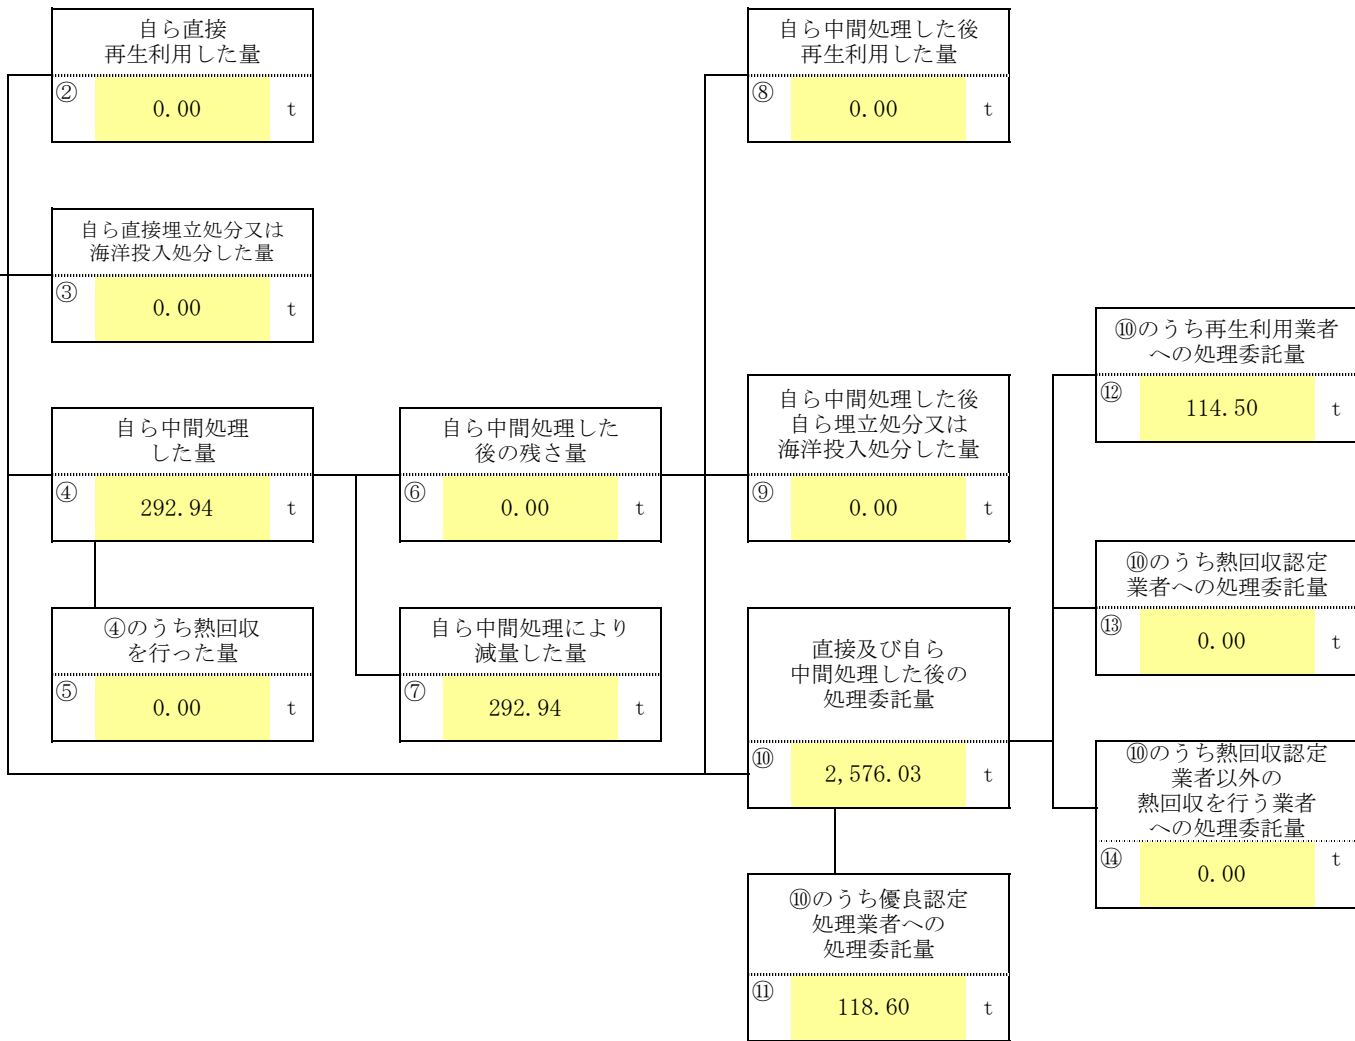 自ら直接
再生利用した量
② 0.00 t
自ら中間処理した後
再生利用した量
⑧ 0.00 t
自ら直接埋立処分又は
海洋投入処分した量
③ 0.00 t
⑩のうち再生利用業者
への処理委託量
⑫ 114.50 t
自ら中間処理
した量
④ 292.94 t
自ら中間処理した
後の残さ量
⑥ 0.00 t
自ら中間処理した後
自ら埋立処分又は
海洋投入処分した量
⑨ 0.00 t
⑩のうち熱回収認定
業者への処理委託量
⑬ 0.00 t
④のうち熱回収
を行った量
⑤ 0.00 t
自ら中間処理により
減量した量
⑦ 292.94 t
直接及び自ら
中間処理した後の
処理委託量
⑩ 2,576.03 t
⑩のうち熱回収認定
業者以外の
熱回収を行う業者
への処理委託量
⑭ 0.00 t
⑩のうち優良認定
処理業者への
処理委託量
⑪ 118.60 t